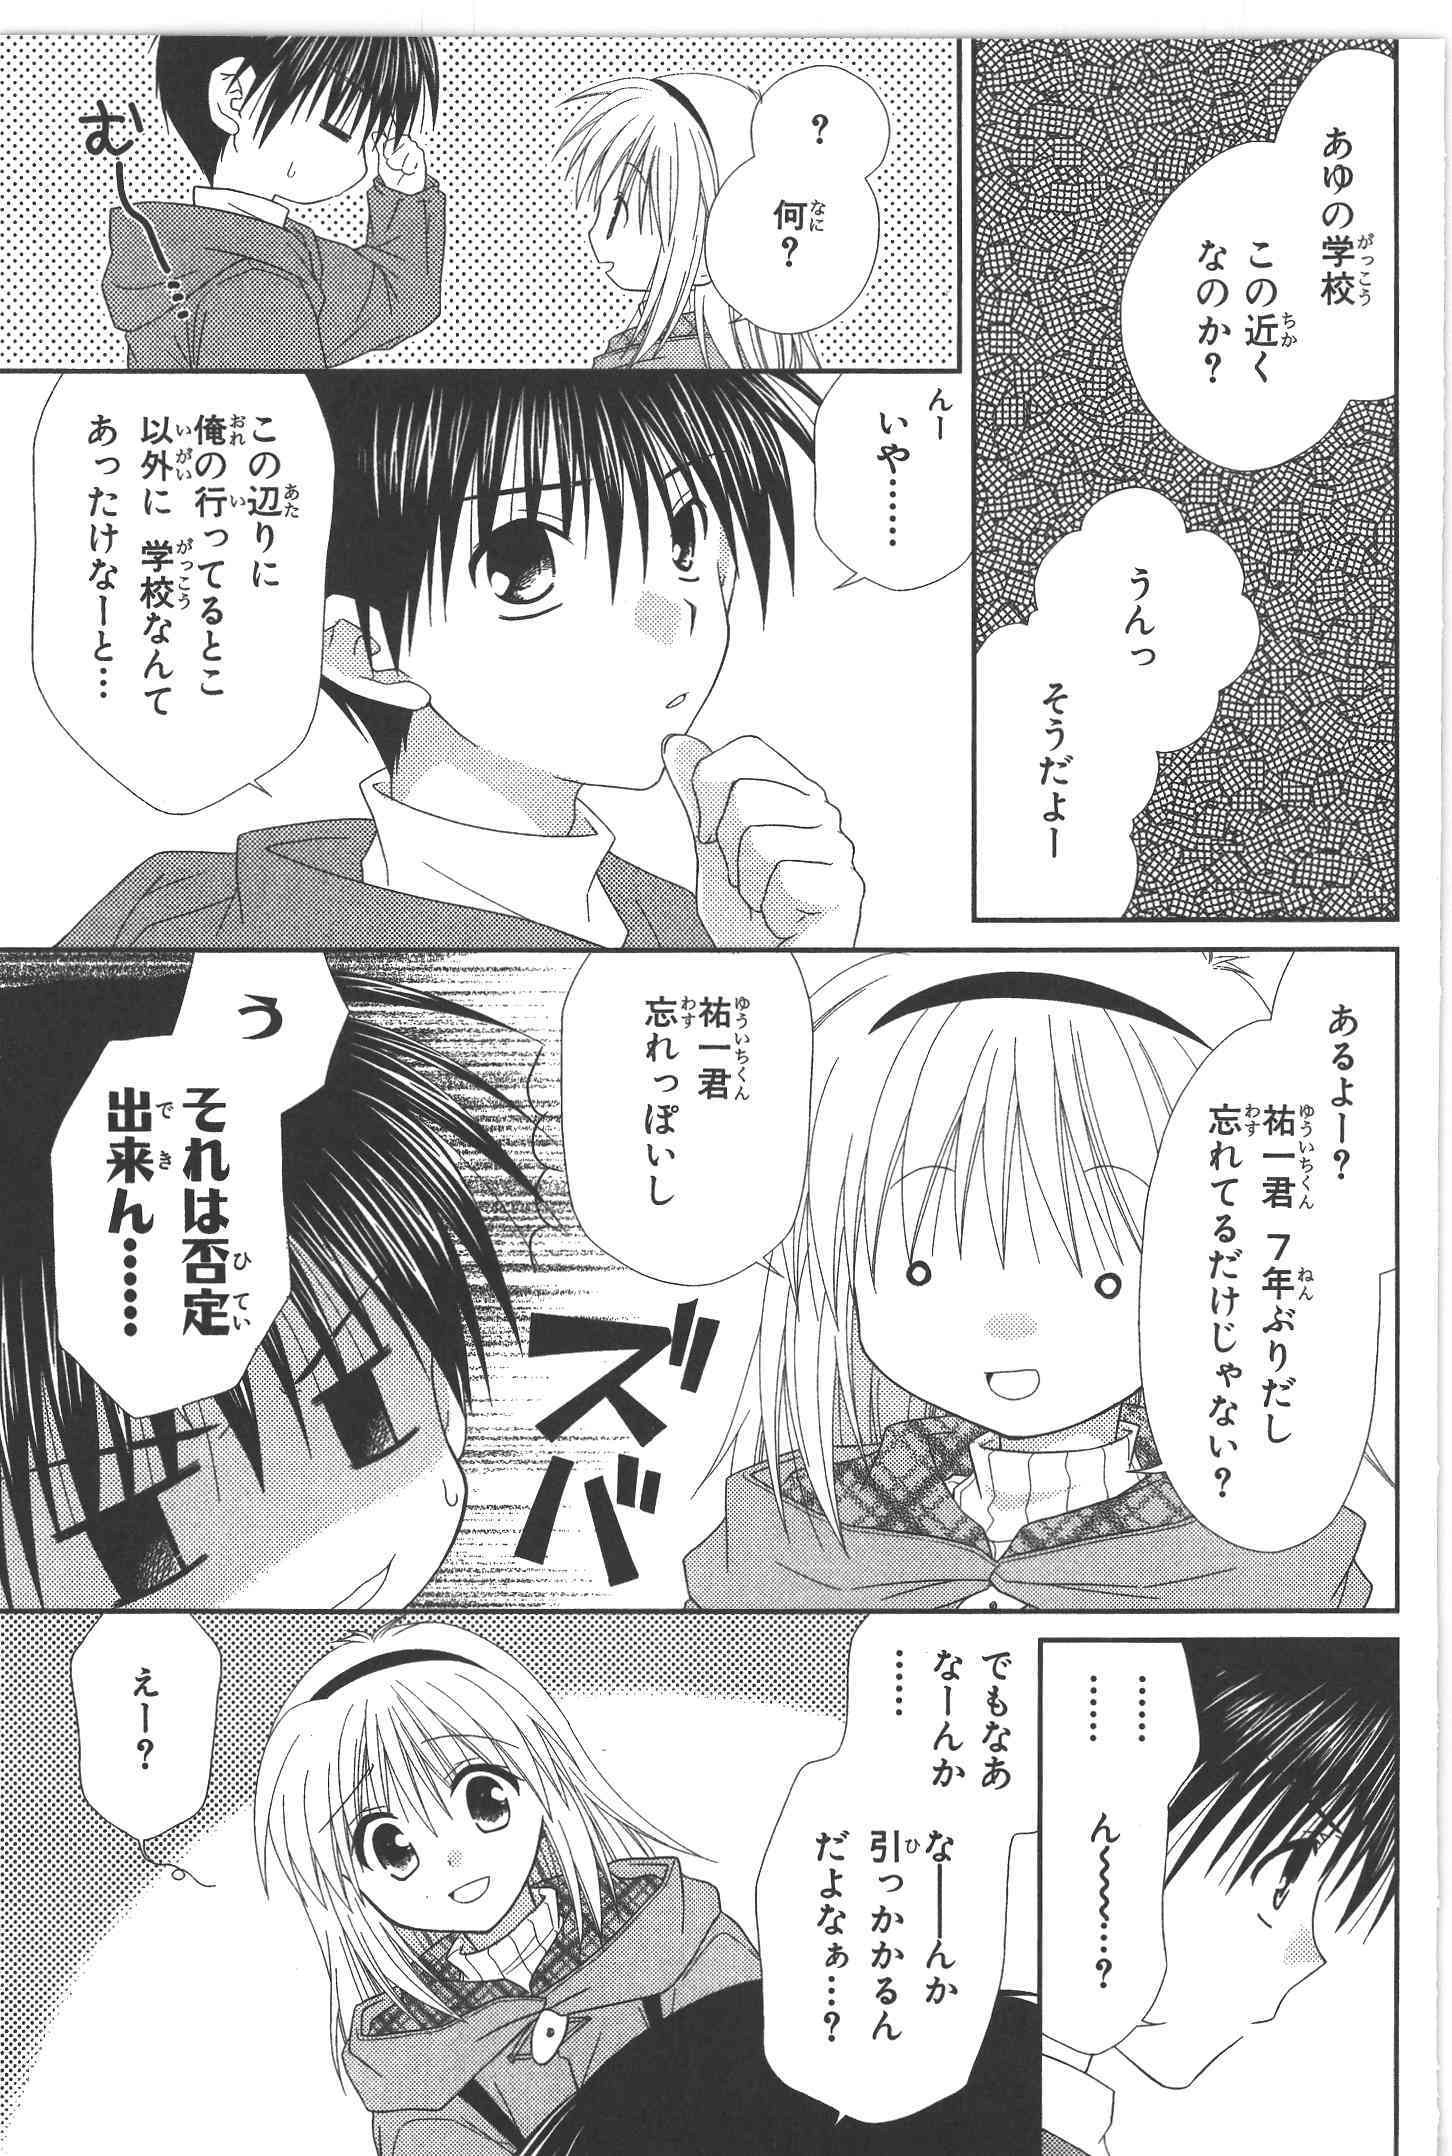 あゆの学校
この近く
なのか？
うんっ
そうだよー
？
何？
む〜…
んー
いや………
この辺りに
俺の行ってるとこ
以外に 学校なんて
あったけなーと…
あるよー？
祐一君 ７年ぶりだし
忘れてるだけじゃない？
祐一君
忘れっぽいし
ズバ
う
それは否定
出来ん……
……
……
ん〜〜〜…？
でもなあ
なーんか
……
なーーんか
引っかかるん
だよなぁ…？
えー？